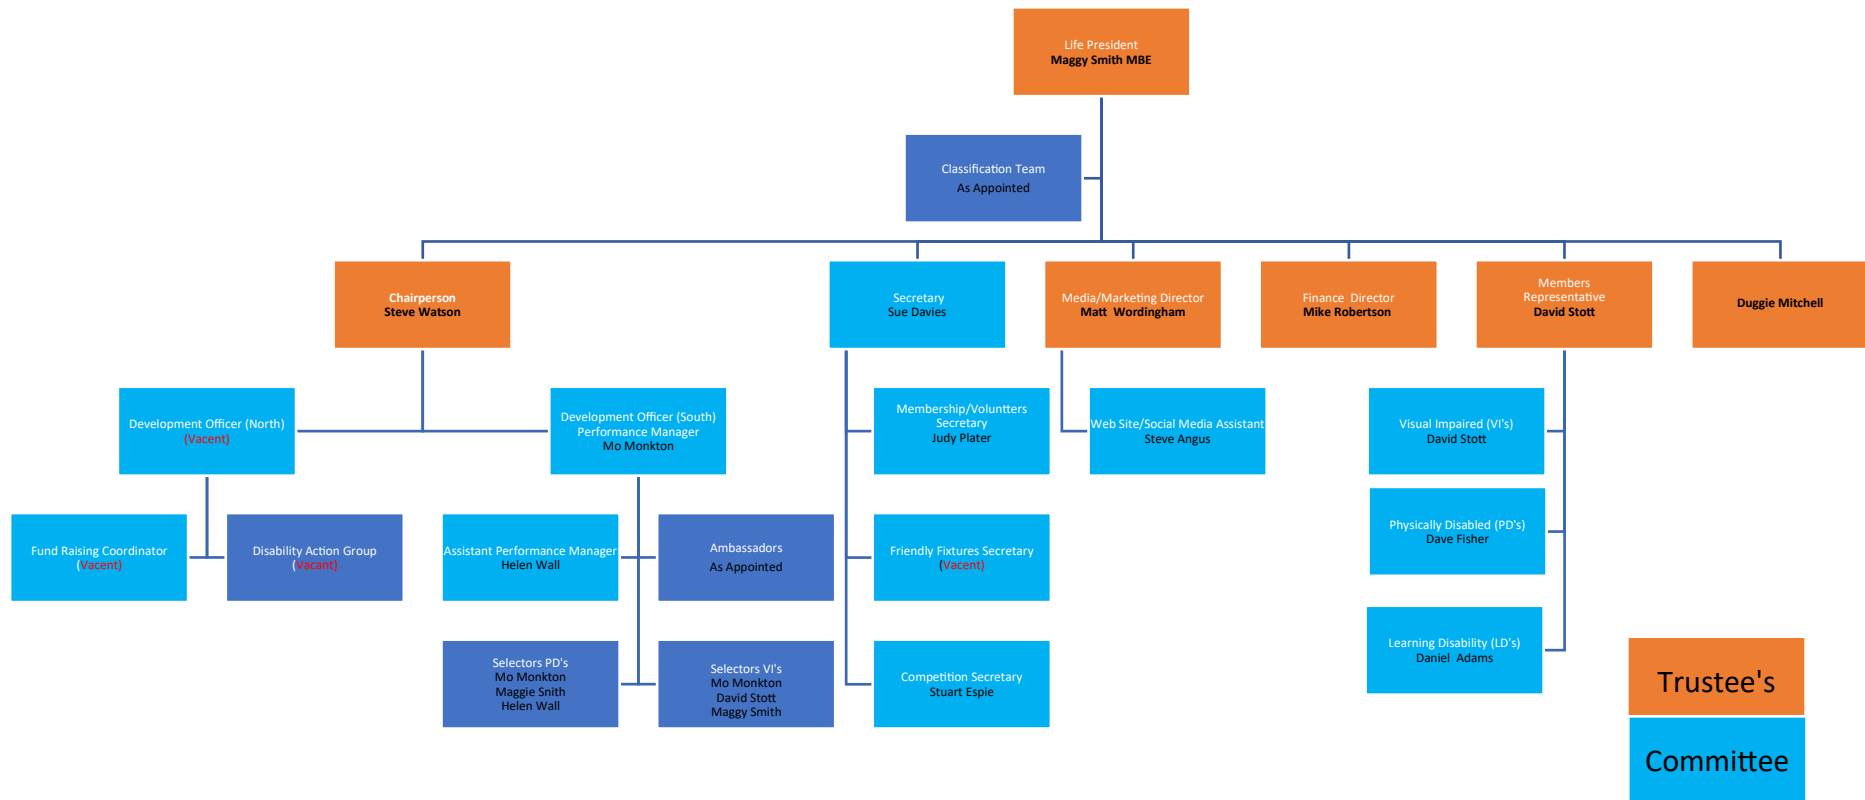 Life President
Maggy Smith MBE
Classification Team
As Appointed
Chairperson
Steve Watson
Secretary
Sue Davies
Media/Marketing Director
Matt Wordingham
Finance Director
Mike Robertson
Members
Representative
David Stott
Duggie Mitchell
Development Officer (North)
(Vacent)
Development Officer (South)
Performance Manager
Mo Monkton
Membership/Voluntters
Secretary
Judy Plater
Web Site/Social Media Assistant
Steve Angus
Visual Impaired (VI's)
David Stott
Fund Raising Coordinator
(Vacent)
Disability Action Group
(Vacant)
Assistant Performance Manager
Helen Wall
Ambassadors
As Appointed
Friendly Fixtures Secretary
(Vacent)
Physically Disabled (PD's)
Dave Fisher
Selectors PD's
Mo Monkton
Maggie Snith
Helen Wall
Selectors VI's
Mo Monkton
David Stott
Maggy Smith
Competition Secretary
Stuart Espie
Learning Disability (LD's)
Daniel Adams
Trustee's
Committee